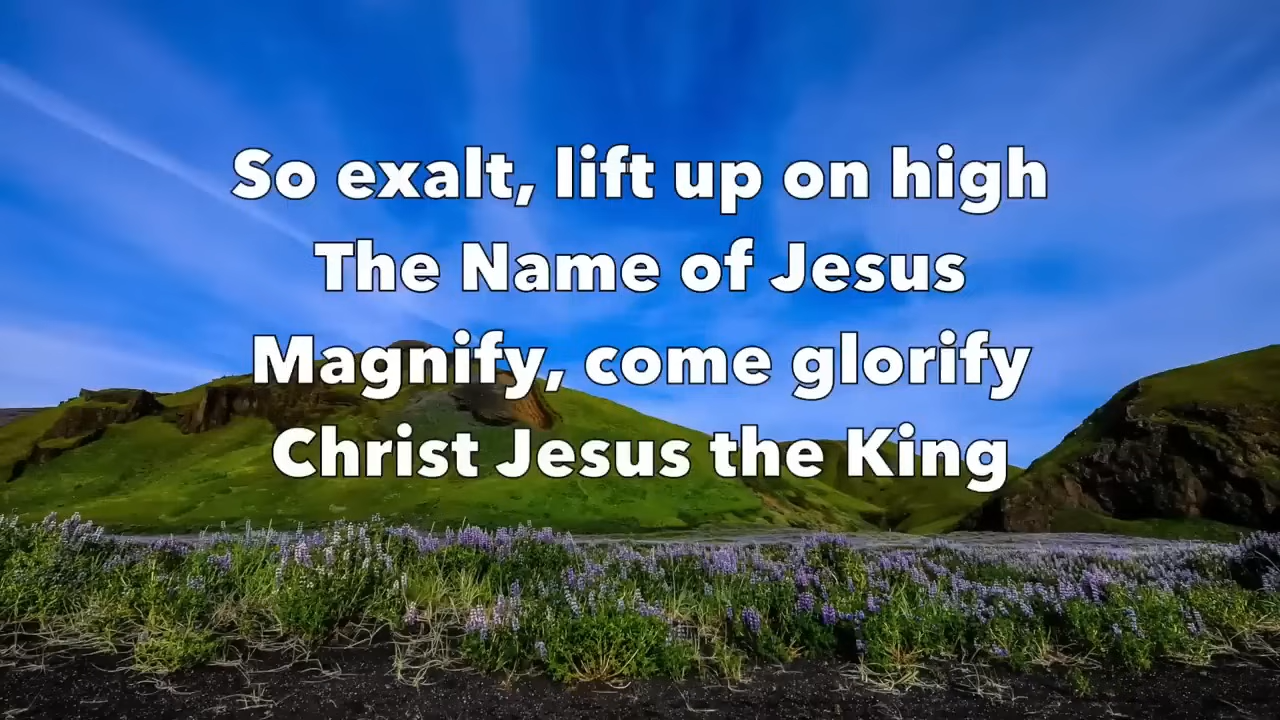 So exalt, lift up on high
The Name of Jesus
Magnify, come glorify
Christ Jesus the King